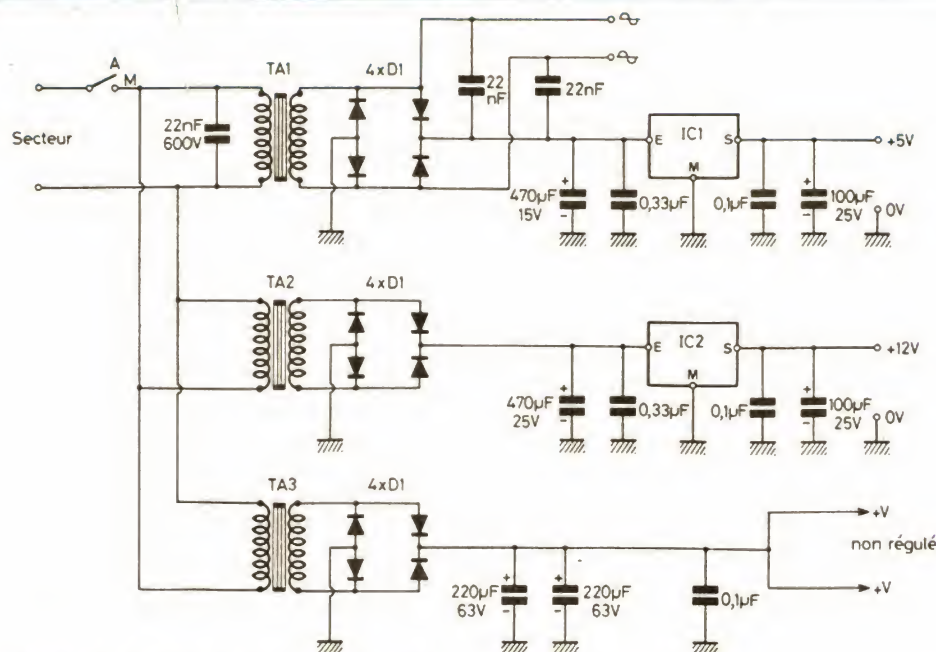 A
M
Secteur
22nF
600V
TA1
4xD1
22
nF
22nF
IC1
E
S
M
+5V
470µF
15V
+
-
0,33µF
0,1µF
+
-
100µF
25V
0V
TA2
4xD1
IC2
E
S
M
+12V
+
470µF
25V
-
0,33µF
0,1µF
+
100µF
25V
-
0V
TA3
4xD1
+V
non régulé
+V
+
220µF
63V
-
+
220µF
63V
-
0,1µF